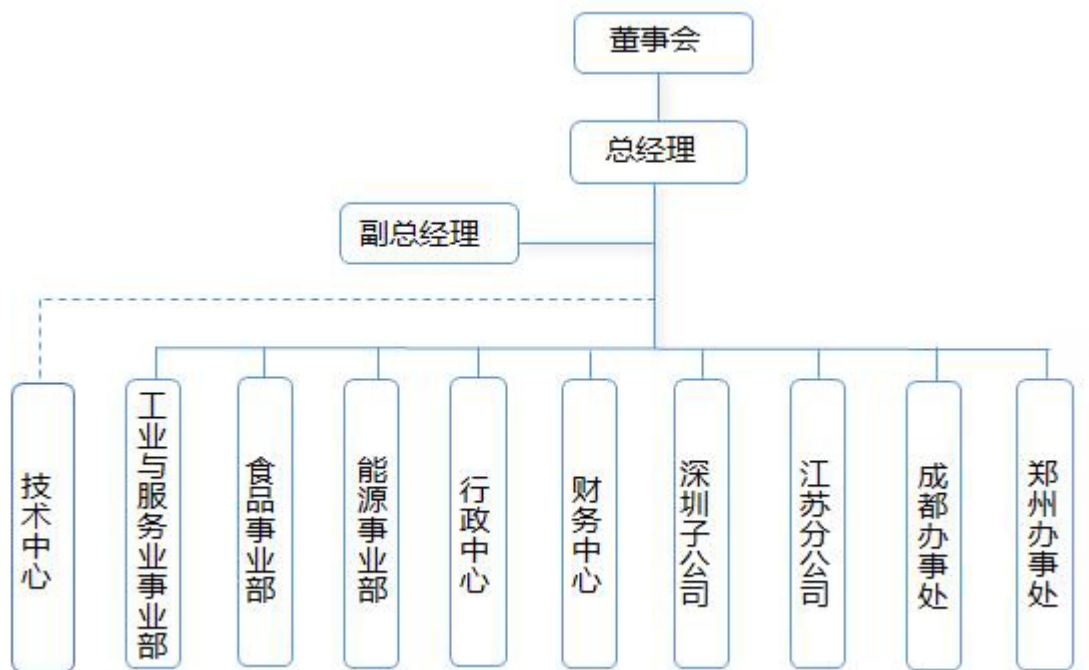 董事会
总经理
副总经理
技术中心
工业与服务业事业部
食品事业部
能源事业部
行政中心
财务中心
深圳子公司
江苏分公司
成都办事处
郑州办事处